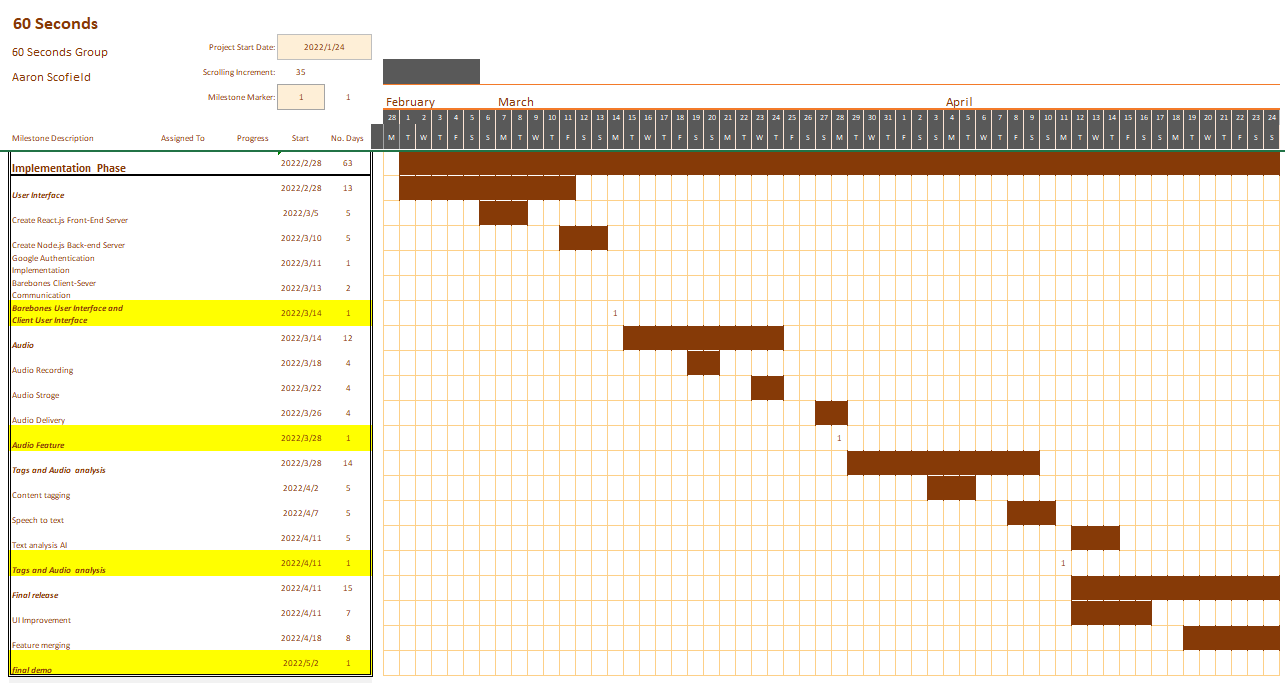 60 Seconds
60 Seconds Group
Project Start Date: 2022/1/24
Aaron Scofield
Scrolling Increment: 35
Milestone Marker: 1 1
February March April
28 1 2 3 4 5 6 7 8 9 10 11 12 13 14 15 16 17 18 19 20 21 22 23 24 25 26 27 28 29 30 31 1 2 3 4 5 6 7 8 9 10 11 12 13 14 15 16 17 18 19 20 21 22 23 24
Milestone Description Assigned To Progress Start No. Days M T W T F S S M T W T F S S M T W T F S S M T W T F S S M T W T F S S M T W T F S S M T W T F S S M T W T F S S
Implementation Phase 2022/2/28 63
User Interface 2022/2/28 13
Create React.js Front-End Server 2022/3/5 5
Create Node.js Back-end Server 2022/3/10 5
Google Authentication
Implementation 2022/3/11 1
Barebones Client-Sever
Communication 2022/3/13 2
Barebones User Interface and
Client User Interface 2022/3/14 1 1
Audio 2022/3/14 12
Audio Recording 2022/3/18 4
Audio Stroge 2022/3/22 4
Audio Delivery 2022/3/26 4
Audio Feature 2022/3/28 1 1
Tags and Audio analysis 2022/3/28 14
Content tagging 2022/4/2 5
Speech to text 2022/4/7 5
Text analysis AI 2022/4/11 5
Tags and Audio analysis 2022/4/11 1 1
Final release 2022/4/11 15
UI Improvement 2022/4/11 7
Feature merging 2022/4/18 8
final demo 2022/5/2 1